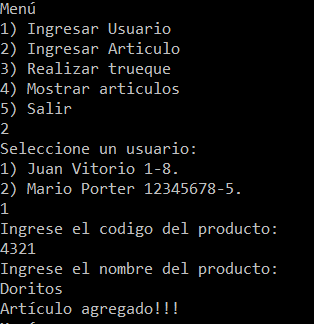 Menú
1) Ingresar Usuario
2) Ingresar Articulo
3) Realizar trueque
4) Mostrar articulos
5) Salir
2
Seleccione un usuario:
1) Juan Vitorio 1-8.
2) Mario Porter 12345678-5.
1
Ingrese el codigo del producto:
4321
Ingrese el nombre del producto:
Doritos
Artículo agregado!!!